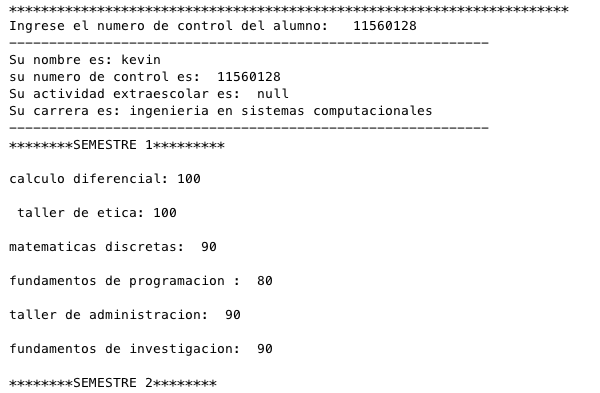 **********************************************************************
Ingrese el numero de control del alumno:   11560128
------------------------------------------------------------
Su nombre es: kevin
su numero de control es:  11560128
Su actividad extraescolar es:  null
Su carrera es: ingenieria en sistemas computacionales
------------------------------------------------------------
********SEMESTRE 1*********
calculo diferencial: 100
 taller de etica: 100
matematicas discretas:  90
fundamentos de programacion :  80
taller de administracion:  90
fundamentos de investigacion:  90
********SEMESTRE 2********